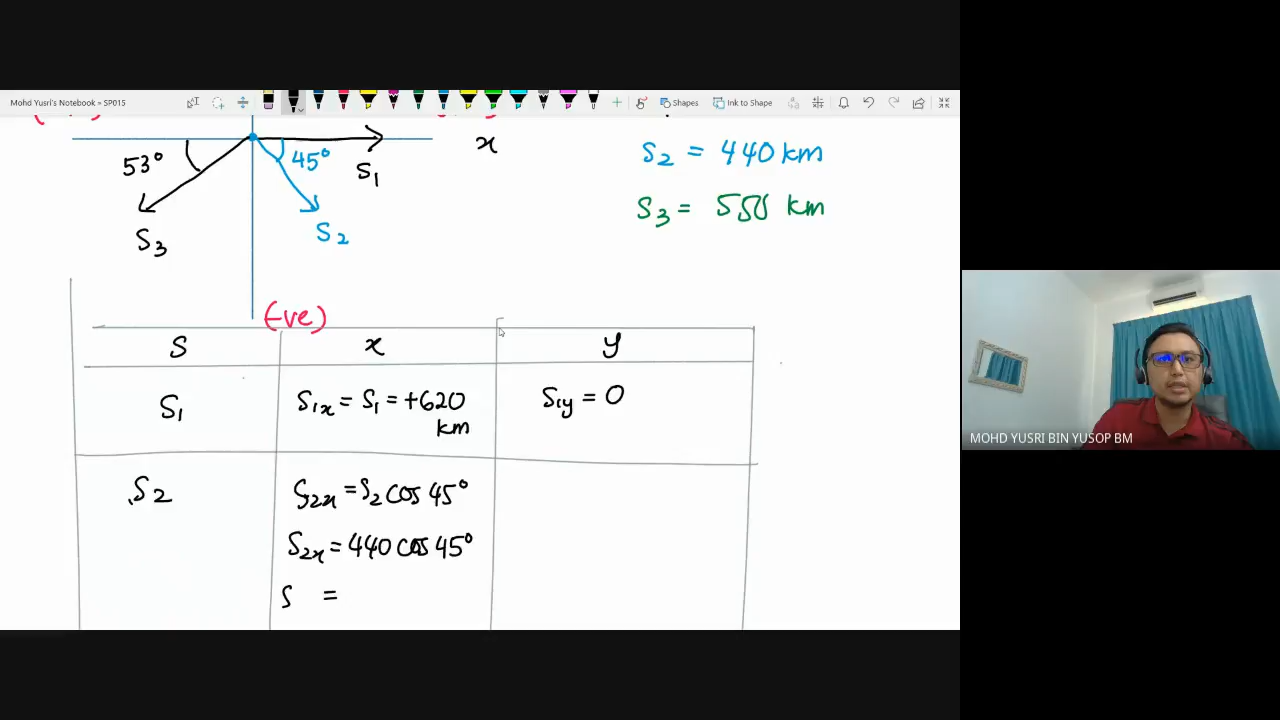 Mohd Yusri's Notebook » SP015
Shapes
Ink to Shape
53°
45°
S1
x
S2
S3
S2 = 440 km
S3 = 550 km
(-ve)
S x y
S1 S1x = S1 = +620 km S1y = 0
S2 S2x = S2 cos 45°
S2x = 440 cos 45°
S =
MOHD YUSRI BIN YUSOP BM